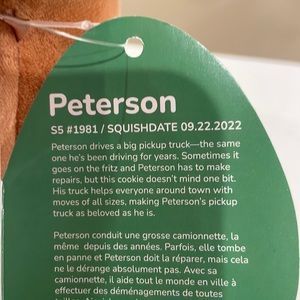 Peterson
S5 #1981 / SQUISHDATE 09.22.2022
Peterson drives a big pickup truck—the same
one he's been driving for years. Sometimes it
goes on the fritz and Peterson has to make
repairs, but this cookie doesn't mind one bit.
His truck helps everyone around town with
moves of all sizes, making Peterson's pickup
truck as beloved as he is.
Peterson conduit une grosse camionnette, la
même depuis des années. Parfois, elle tombe
en panne et Peterson doit la réparer, mais cela
ne le dérange absolument pas. Avec sa
camionnette, il aide tout le monde en ville à
effectuer des déménagements de toutes